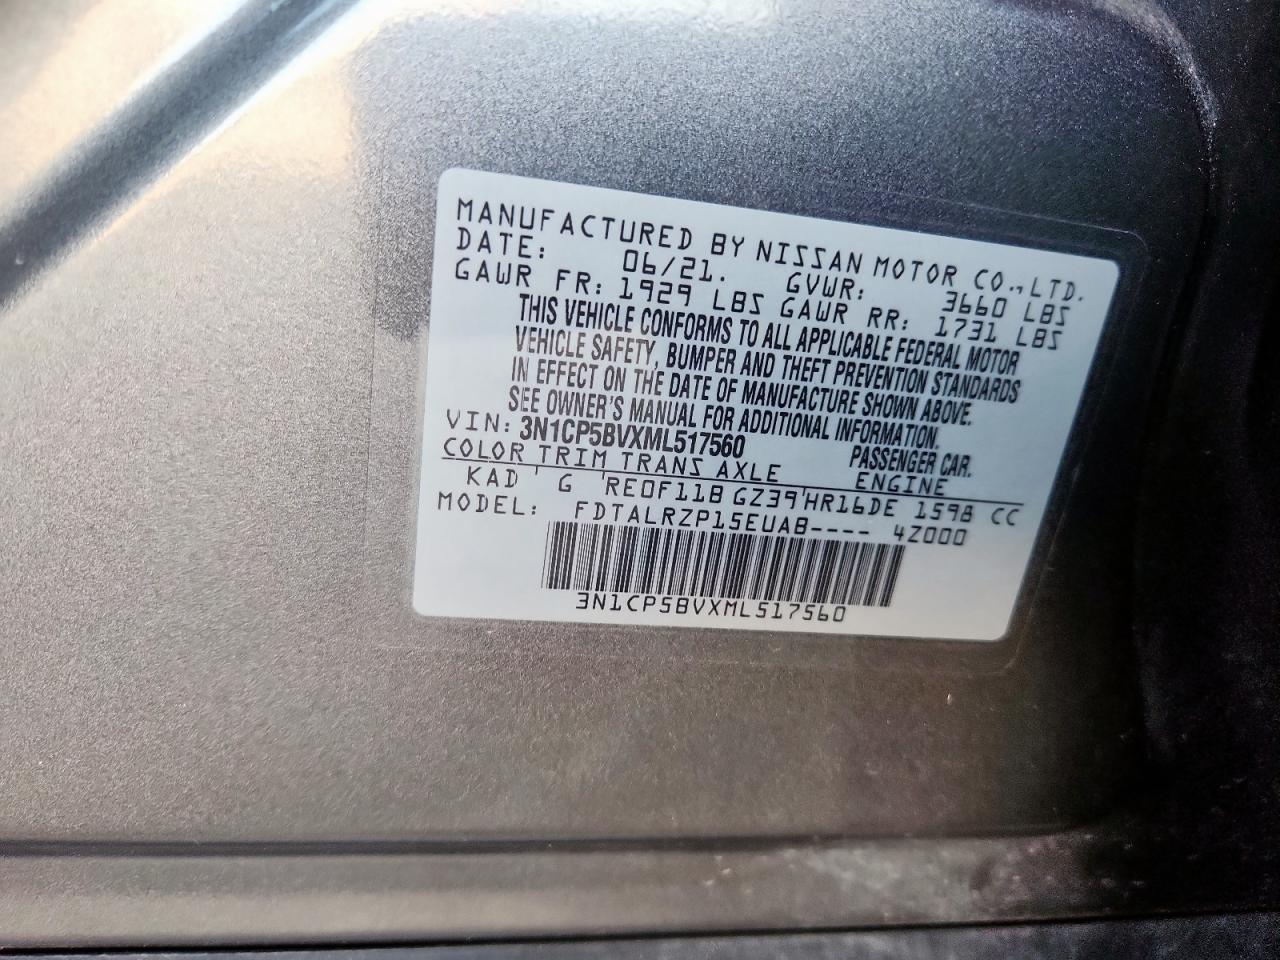 MANUFACTURED BY NISSAN MOTOR CO.,LTD.
DATE: 06/21. GVWR: 3660 LBS
GAWR FR: 1929 LBS GAWR RR: 1731 LBS
THIS VEHICLE CONFORMS TO ALL APPLICABLE FEDERAL MOTOR
VEHICLE SAFETY, BUMPER AND THEFT PREVENTION STANDARDS
IN EFFECT ON THE DATE OF MANUFACTURE SHOWN ABOVE.
SEE OWNER'S MANUAL FOR ADDITIONAL INFORMATION.
VIN: 3N1CP5BVXML517560 PASSENGER CAR.
COLOR TRIM TRANS AXLE ENGINE
KAD G RE0F11B GZ39 HR16DE 1598 CC
MODEL: FDTALRZP15EUAB---- 4Z000
3N1CP5BVXML517560